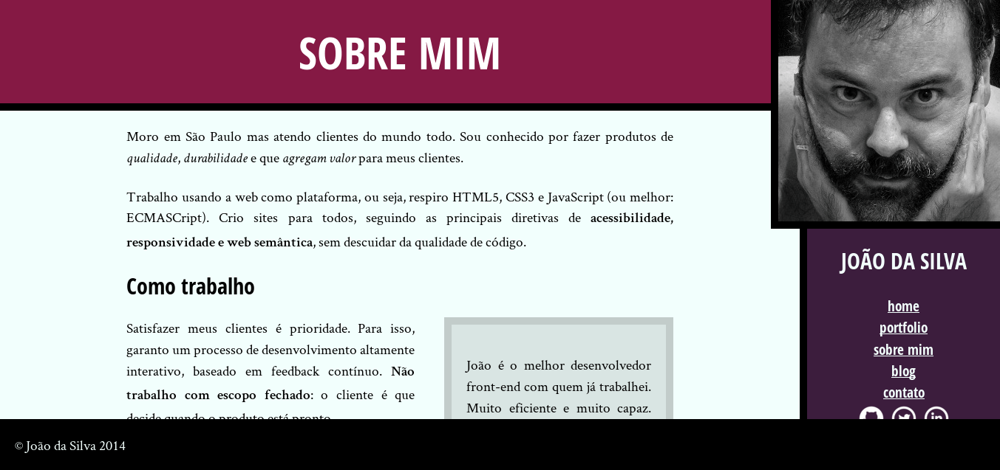 SOBRE MIM
Moro em São Paulo mas atendo clientes do mundo todo. Sou conhecido por fazer produtos de
qualidade, durabilidade e que agregam valor para meus clientes.
Trabalho usando a web como plataforma, ou seja, respiro HTML5, CSS3 e JavaScript (ou melhor:
ECMASCript). Crio sites para todos, seguindo as principais diretivas de acessibilidade,
responsividade e web semântica, sem descuidar da qualidade de código.
Como trabalho
Satisfazer meus clientes é prioridade. Para isso,
garanto um processo de desenvolvimento altamente
interativo, baseado em feedback contínuo. Não
trabalho com escopo fechado: o cliente é que
decide quando o produto está pronto.
João é o melhor desenvolvedor
front-end com quem já trabalhei.
Muito eficiente e muito capaz.
JOÃO DA SILVA
home
portfolio
sobre mim
blog
contato
in
© João da Silva 2014